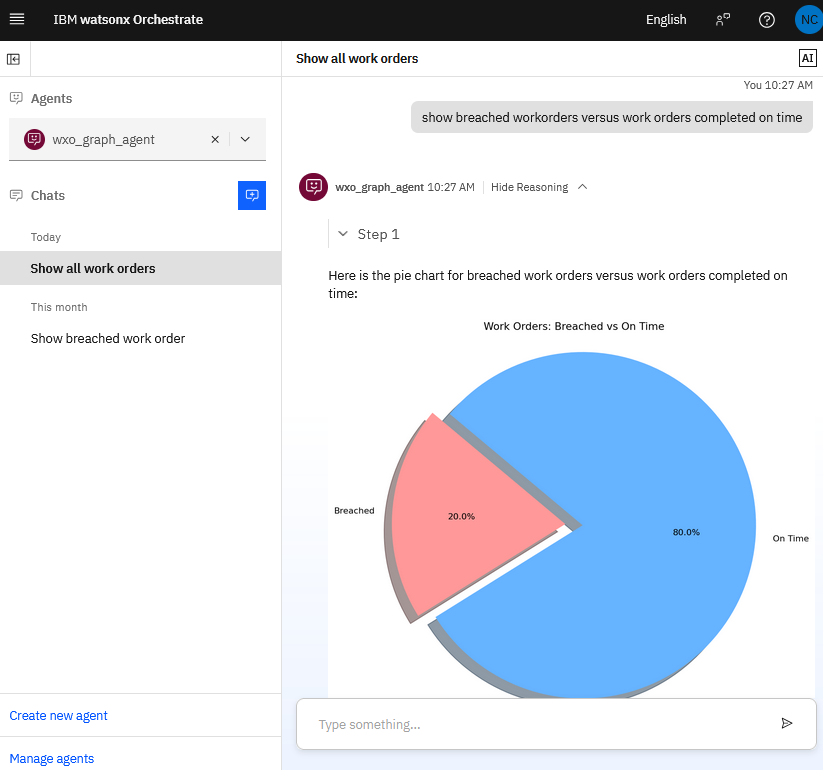 IBM watsonx Orchestrate
English
NC
Show all work orders
AI
Agents
wxo_graph_agent
Chats
Today
Show all work orders
This month
Show breached work order
Create new agent
Manage agents
You 10:27 AM
show breached workorders versus work orders completed on time
wxo_graph_agent 10:27 AM Hide Reasoning
Step 1
Here is the pie chart for breached work orders versus work orders completed on
time:
Work Orders: Breached vs On Time
Breached
20.0%
80.0%
On Time
Type something...